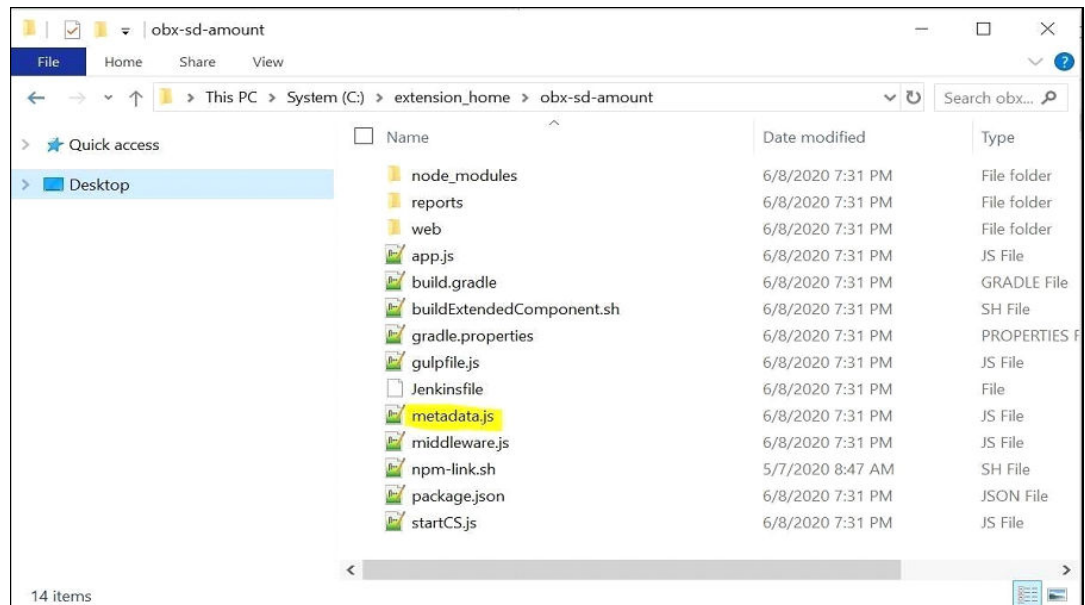 obx-sd-amount
File Home Share View
This PC > System (C:) > extension_home > obx-sd-amount Search obx...
Quick access
Desktop
Name Date modified Type
node_modules 6/8/2020 7:31 PM File folder
reports 6/8/2020 7:31 PM File folder
web 6/8/2020 7:31 PM File folder
app.js 6/8/2020 7:31 PM JS File
build.gradle 6/8/2020 7:31 PM GRADLE File
buildExtendedComponent.sh 6/8/2020 7:31 PM SH File
gradle.properties 6/8/2020 7:31 PM PROPERTIES F
gulpfile.js 6/8/2020 7:31 PM JS File
Jenkinsfile 6/8/2020 7:31 PM File
metadata.js 6/8/2020 7:31 PM JS File
middleware.js 6/8/2020 7:31 PM JS File
npm-link.sh 5/7/2020 8:47 AM SH File
package.json 6/8/2020 7:31 PM JSON File
startCS.js 6/8/2020 7:31 PM JS File
14 items